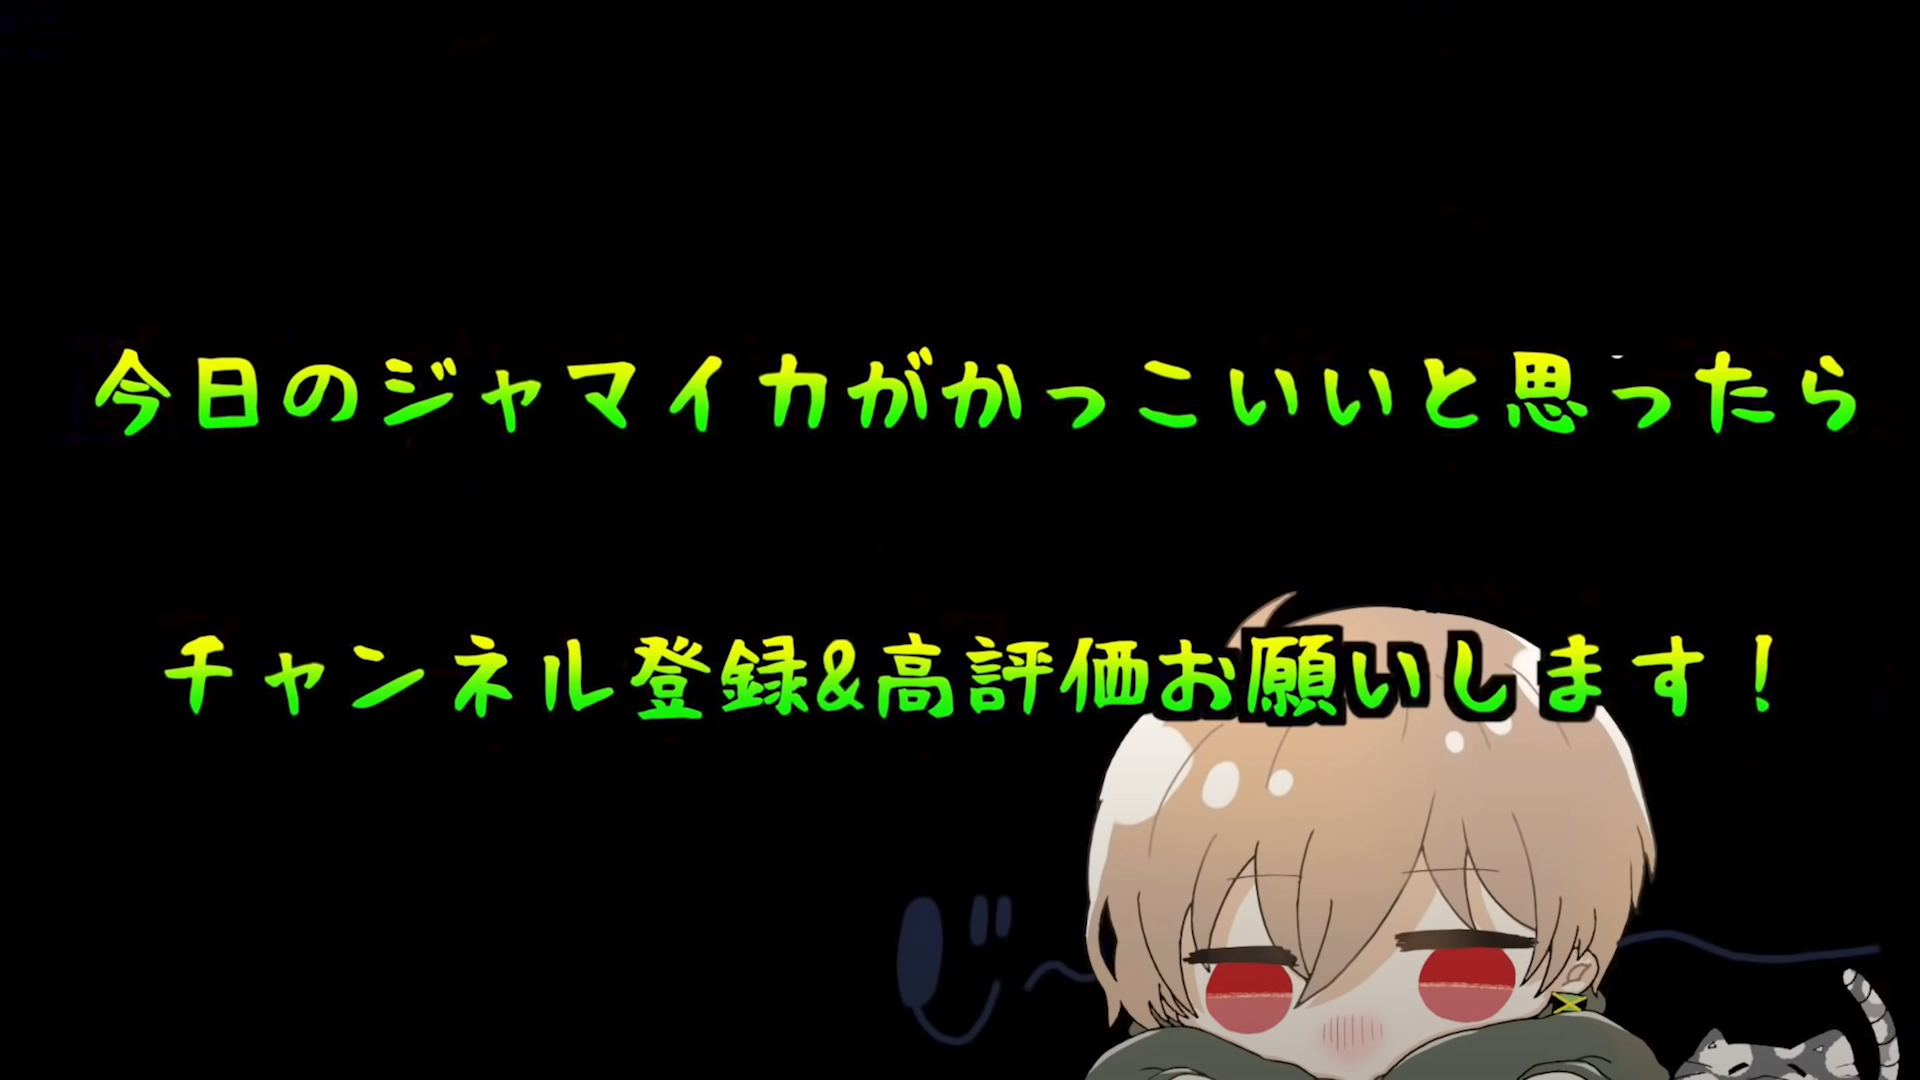 今日のジャマイカがかっこいいと思ったら
チャンネル登録&高評価お願いします！
じ〜